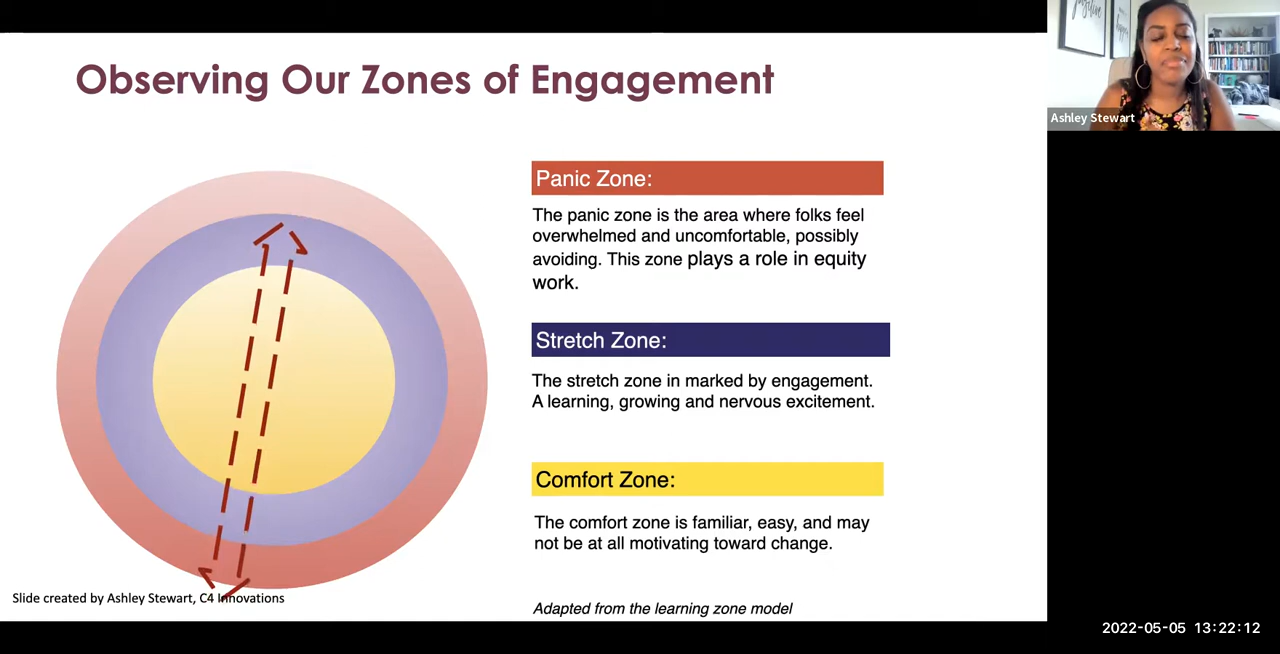 Observing Our Zones of Engagement
Ashley Stewart
Panic Zone:
The panic zone is the area where folks feel
overwhelmed and uncomfortable, possibly
avoiding. This zone plays a role in equity
work.
Stretch Zone:
The stretch zone in marked by engagement.
A learning, growing and nervous excitement.
Comfort Zone:
The comfort zone is familiar, easy, and may
not be at all motivating toward change.
Slide created by Ashley Stewart, C4 Innovations
Adapted from the learning zone model
2022-05-05 13:22:12